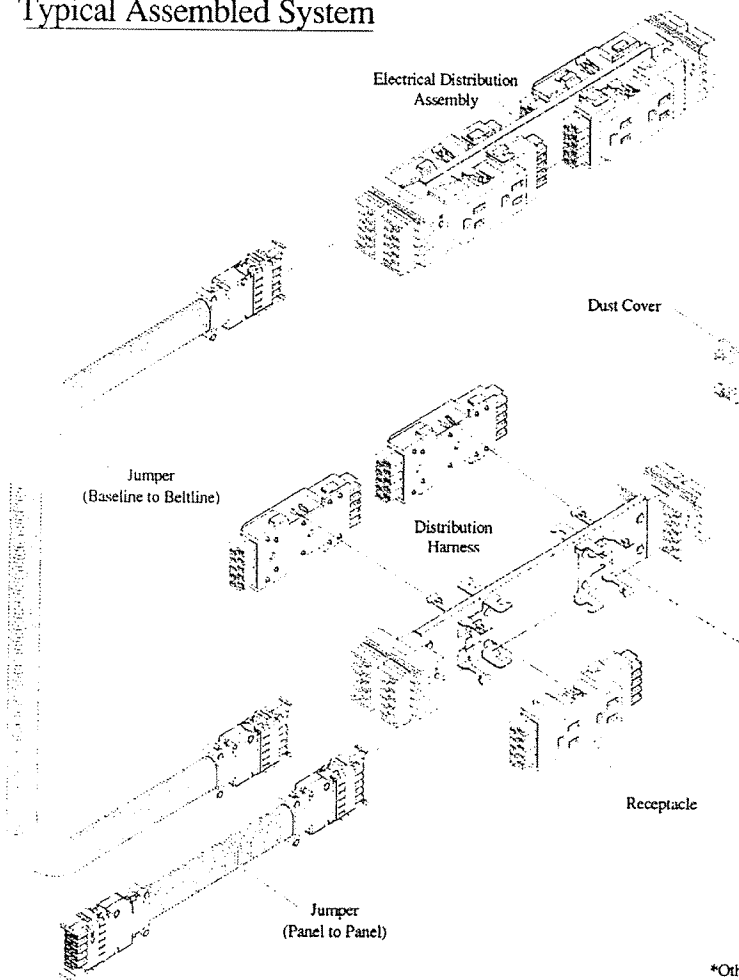 Typical Assembled System
Electrical Distribution
Assembly
Dust Cover
Jumper
(Baseline to Beltline)
Distribution
Harness
Receptacle
Jumper
(Panel to Panel)